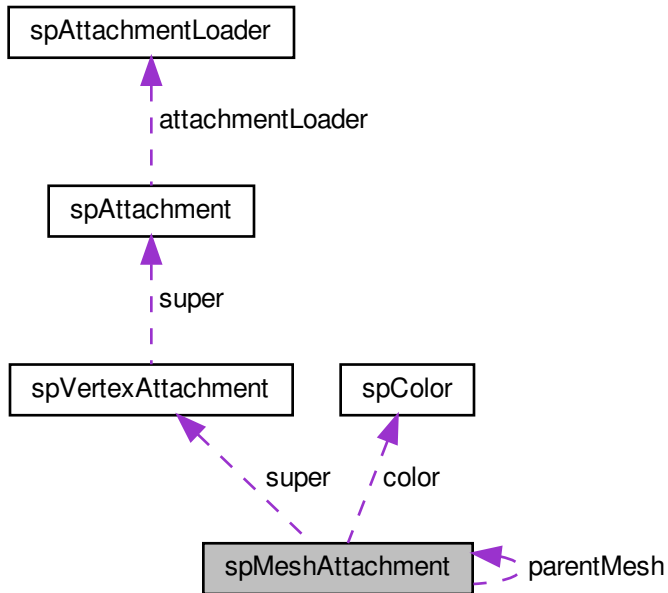 spAttachmentLoader
attachmentLoader
spAttachment
super
spVertexAttachment
spColor
super
color
spMeshAttachment
parentMesh